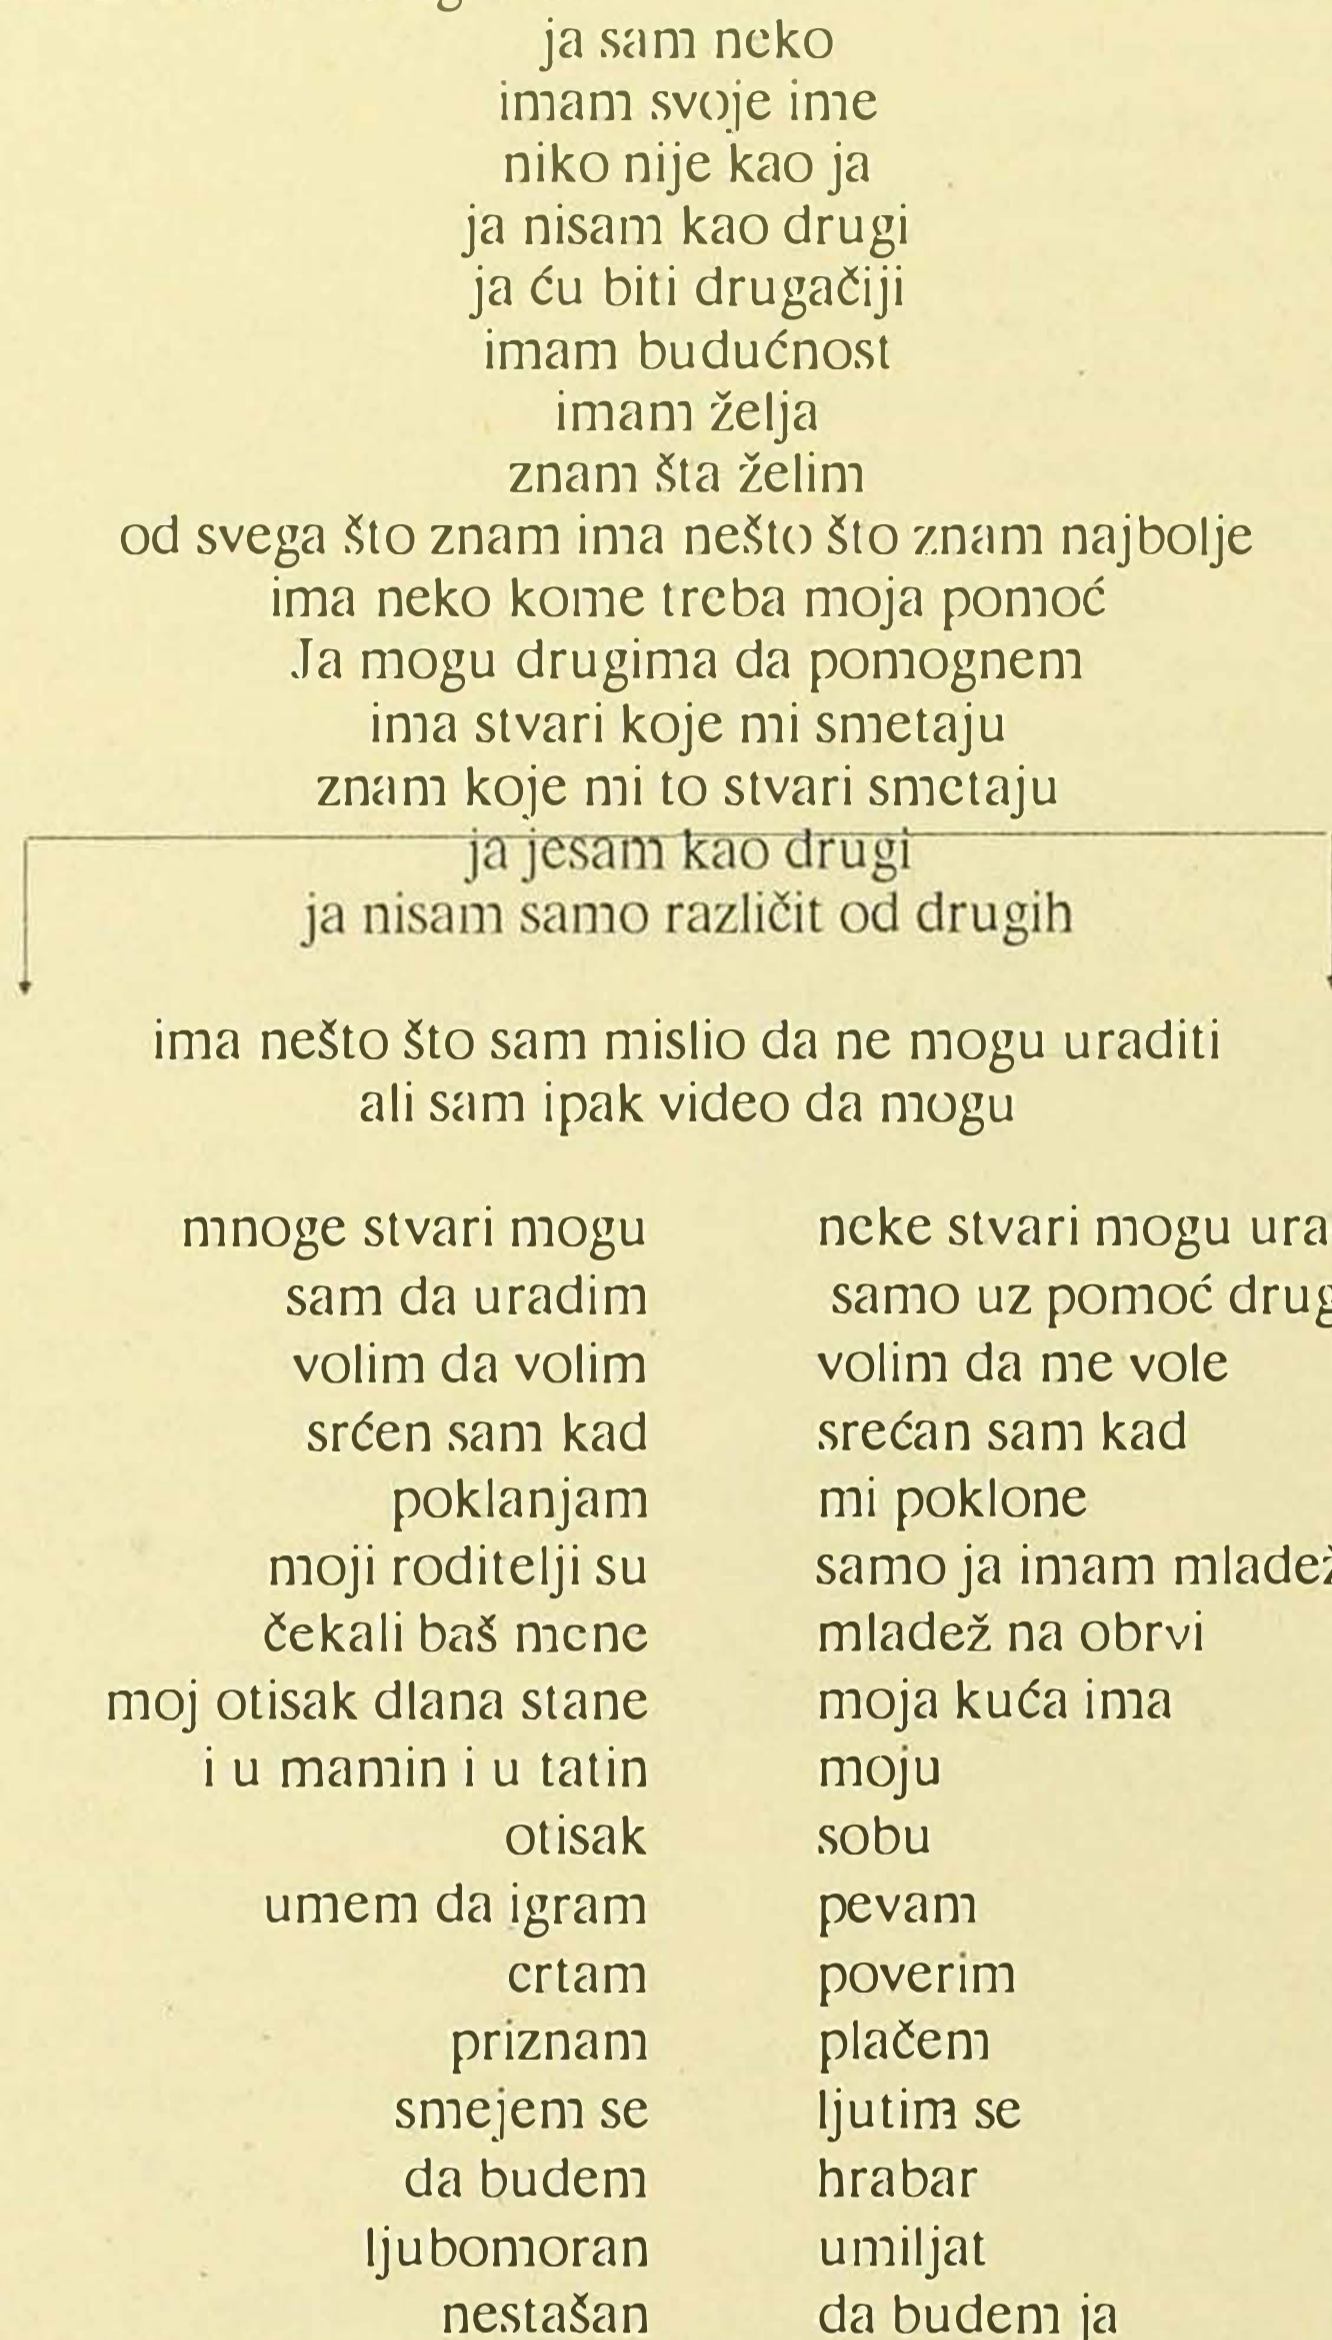 ja sam neko
imam svoje ime
niko nije kao ja
ja nisam kao drugi
ja ću biti drugačiji
imam budućnost
imam želja
znam šta želim
od svega što znam ima nešto što znam najbolje
ima neko kome treba moja pomoć
Ja mogu drugima da pomognem
ima stvari koje mi smetaju
znam koje mi to stvari smetaju
ja jesam kao drugi
ja nisam samo različit od drugih
ima nešto što sam mislio da ne mogu uraditi
ali sam ipak video da mogu
mnoge stvari mogu
sam da uradim
volim da volim
srćen sam kad
poklanjam
moji roditelji su
čekali baš mene
moj otisak dlana stane
i u mamin i u tatin
otisak
umem da igram
crtam
priznam
smejem se
da budem
ljubomoran
nestašan
neke stvari mogu
samo uz pomoć
volim da me vole
srećan sam kad
mi poklone
samo ja imam mladež
mladež na obrvi
moja kuća ima
moju
sobu
pevam
poverim
plačem
ljutim se
hrabar
umiljat
da budem ja